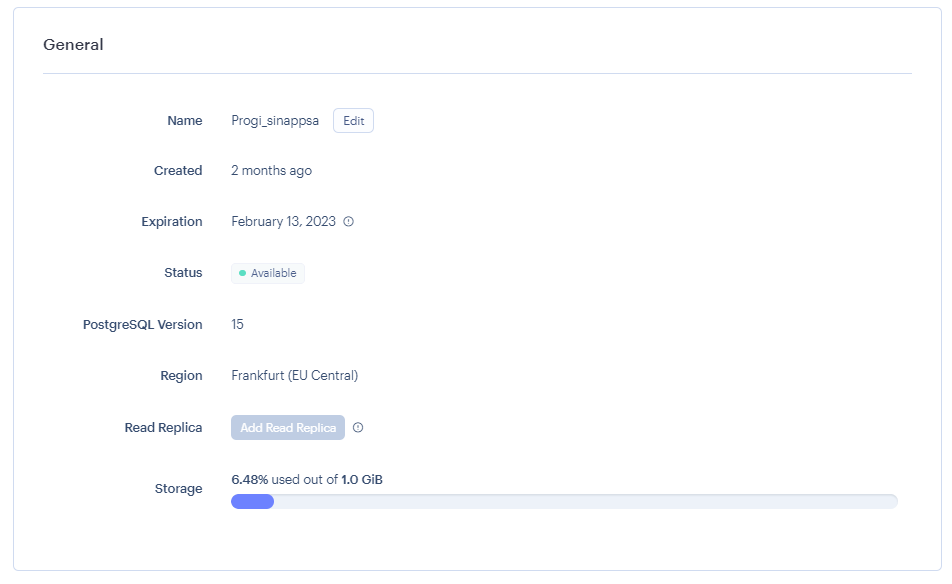 General
Name Progi_sinappsa Edit
Created 2 months ago
Expiration February 13, 2023
Status Available
PostgreSQL Version 15
Region Frankfurt (EU Central)
Read Replica Add Read Replica
Storage 6.48% used out of 1.0 GiB